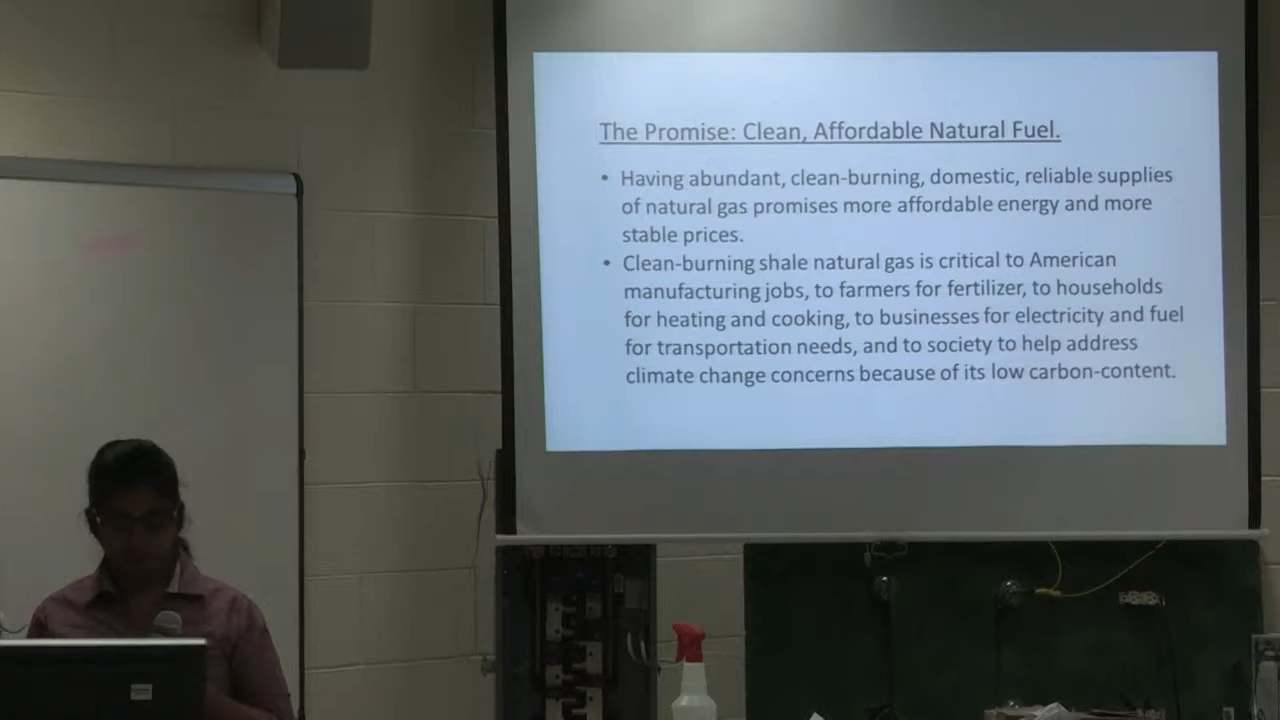 The Promise: Clean, Affordable Natural Fuel.
• Having abundant, clean-burning, domestic, reliable supplies
of natural gas promises more affordable energy and more
stable prices.
• Clean-burning shale natural gas is critical to American
manufacturing jobs, to farmers for fertilizer, to households
for heating and cooking, to businesses for electricity and fuel
for transportation needs, and to society to help address
climate change concerns because of its low carbon-content.